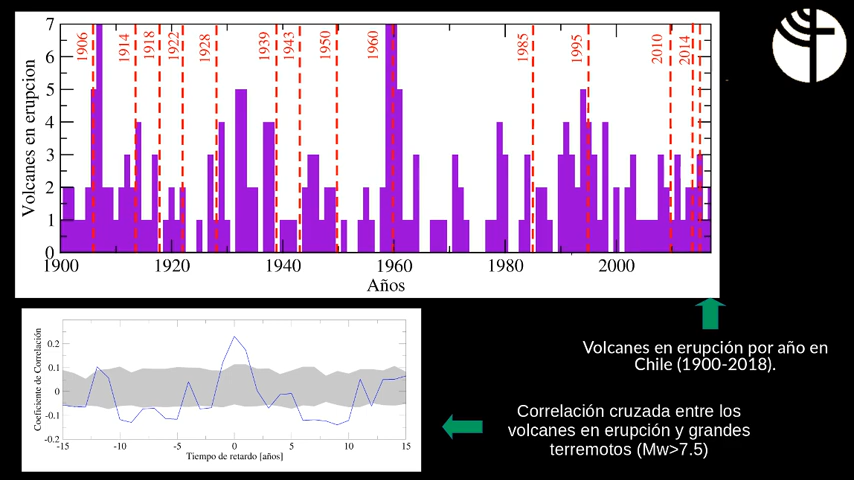 7
6
5
4
3
2
1
0
Volcanes en erupcion
1906
1914
1918
1922
1928
1939
1943
1950
1960
1985
1995
2010
2014
1900 1920 1940 1960 1980 2000
Años
Volcanes en erupción por año en
Chile (1900-2018).
Coeficiente de Correlación
0.2
0.1
0
-0.1
-0.2
-15 -10 -5 0 5 10 15
Tiempo de retardo [años]
Correlación cruzada entre los
volcanes en erupción y grandes
terremotos (Mw>7.5)